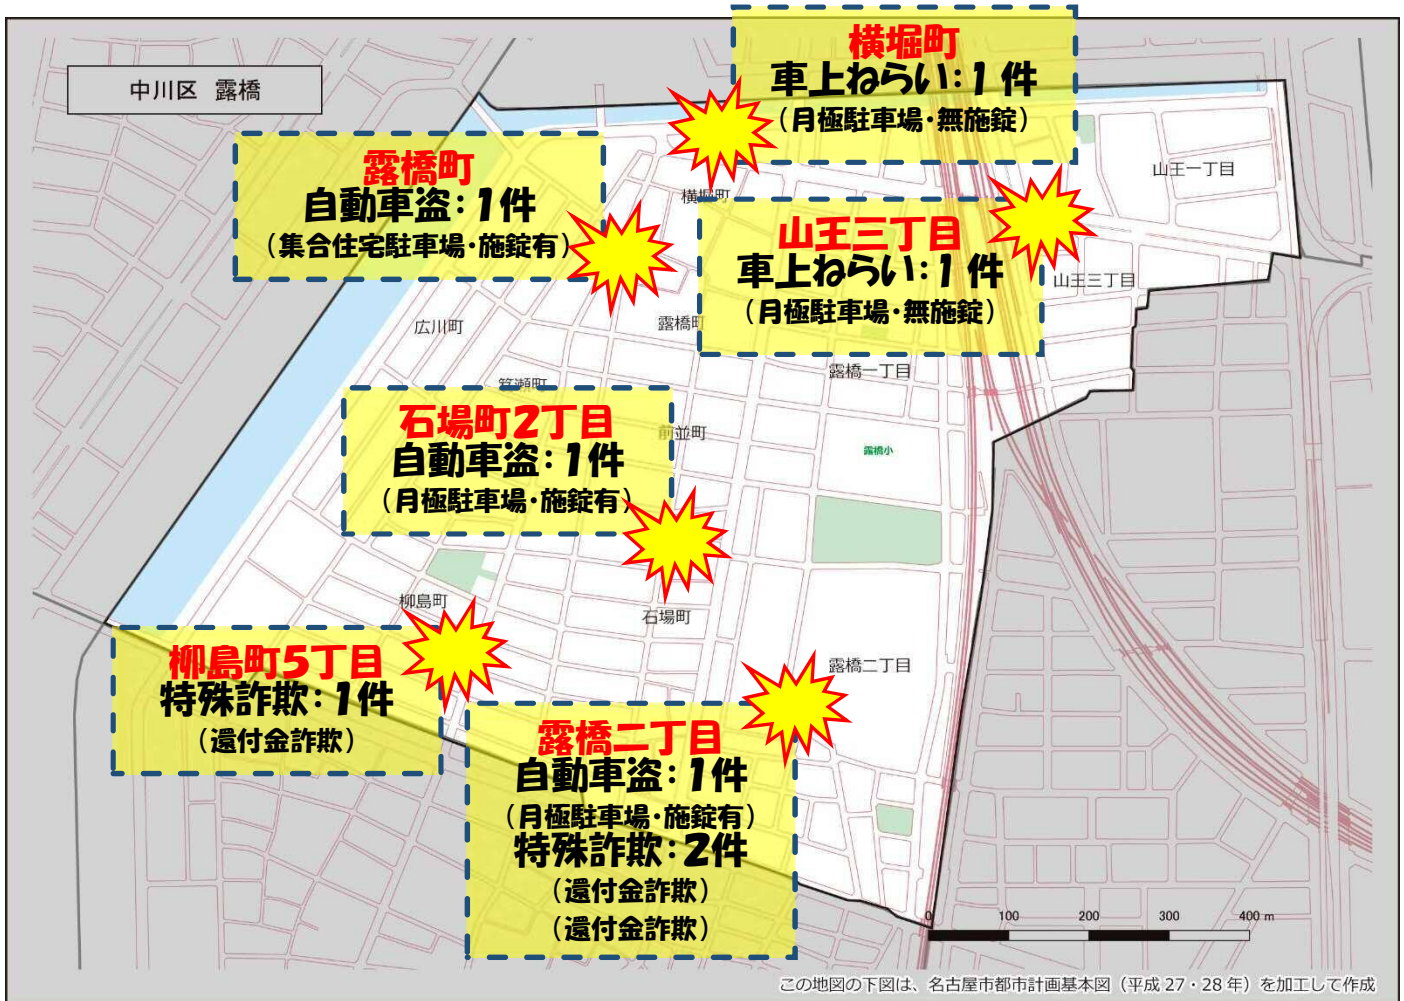 中川区 露橋
横堀町
車上ねらい:1件
(月極駐車場・無施錠)
露橋町
自動車盗:1件
(集合住宅駐車場・施錠有)
山王一丁目
横堀町
山王三丁目
車上ねらい:1件
(月極駐車場・無施錠)
山王三丁目
広川町
露橋町
露橋一丁目
篭瀬町
石場町2丁目
自動車盗:1件
(月極駐車場・施錠有)
前並町
露橋小
柳島町
石場町
柳島町5丁目
特殊詐欺:1件
(還付金詐欺)
露橋二丁目
露橋二丁目
自動車盗:1件
(月極駐車場・施錠有)
特殊詐欺:2件
(還付金詐欺)
(還付金詐欺)
0 100 200 300 400 m
この地図の下図は、名古屋市都市計画基本図(平成27・28年)を加工して作成